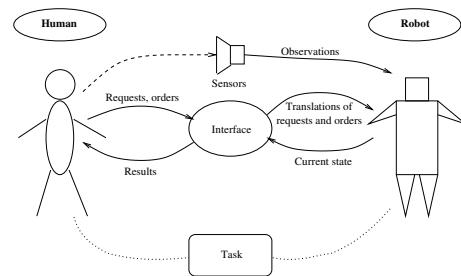 Human
Robot
Observations
Sensors
Requests, orders
Translations of
requests and orders
Interface
Results
Current state
Task